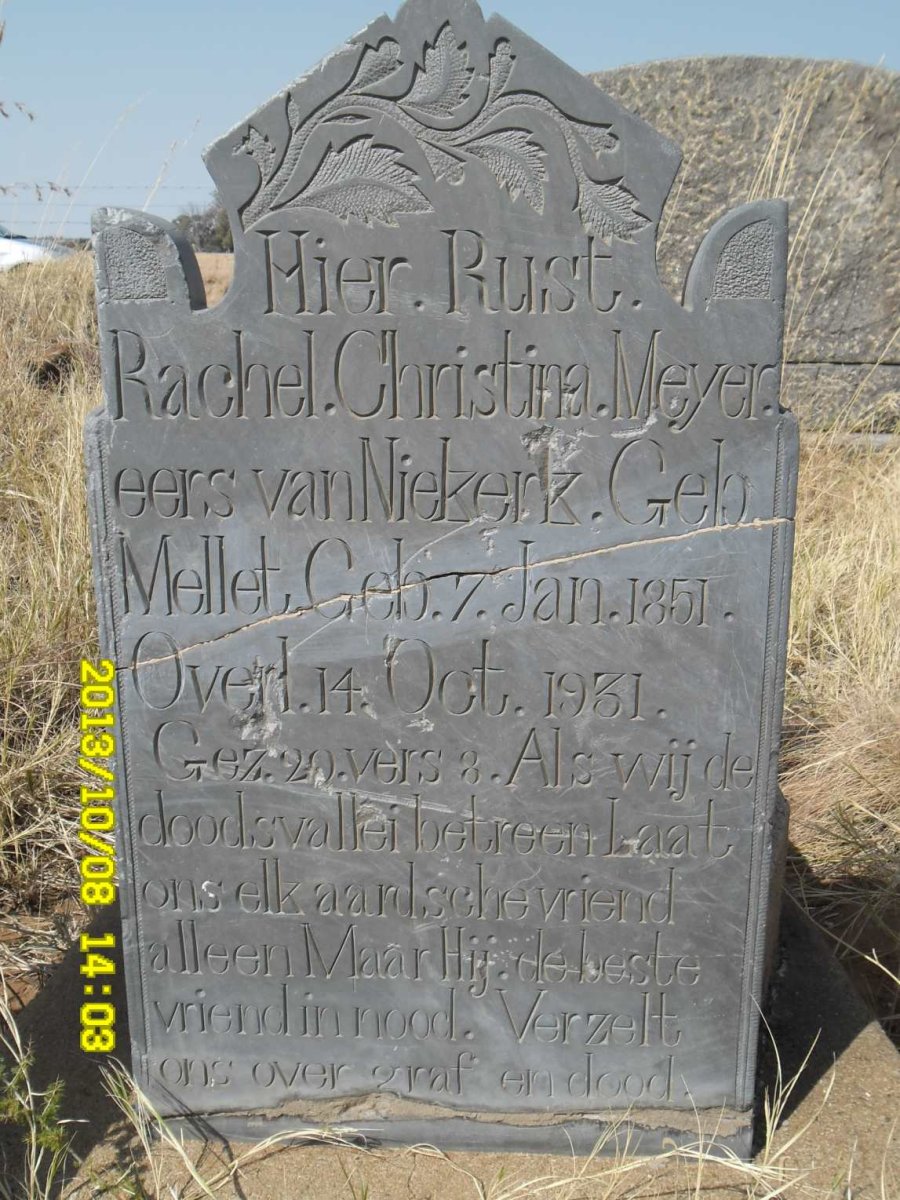 Hier. Rust.
Rachel. Christina. Meyer.
eers van Niekerk. Geb
Mellet. Geb. 7. Jan. 1851.
Overl. 14. Oct. 1931.
Gez. 20. vers 8. Als wij de
doodsvallei betreen Laat
ons elk aardsche vriend
alleen Maar Hij. de beste
vriend in nood. Verzelt
ons over graf en dood
2013/10/08 14:03